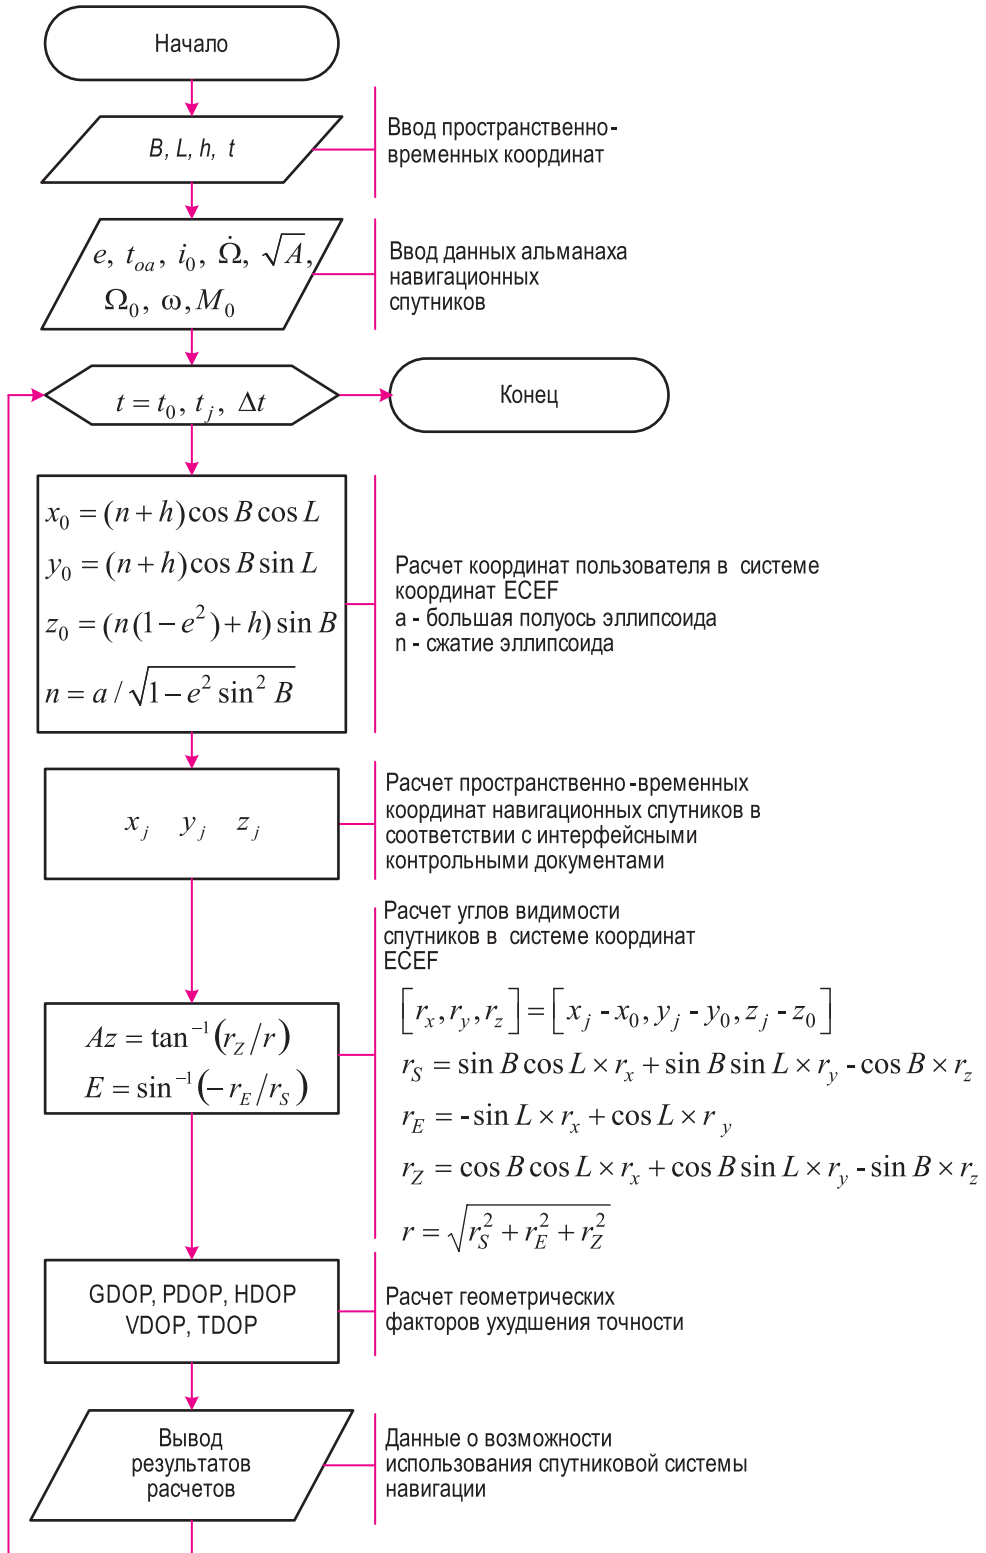 Начало
B, L, h, t
Ввод пространственно-
временных координат
e, t_{oa}, i_0, \dot{Ω}, √A,
Ω_0, ω, M_0
Ввод данных альманаха
навигационных
спутников
t = t_0, t_j, Δt
Конец
x_0 = (n + h) cos B cos L
y_0 = (n + h) cos B sin L
z_0 = (n(1 − e^2) + h) sin B
n = a / √(1 − e^2 sin^2 B)
Расчет координат пользователя в системе
координат ECEF
a - большая полуось эллипсоида
n - сжатие эллипсоида
x_j y_j z_j
Расчет пространственно-временных
координат навигационных спутников в
соответствии с интерфейсными
контрольными документами
Расчет углов видимости
спутников в системе координат
ECEF
Az = tan^{−1}(r_Z/r)
E = sin^{−1}(−r_E/r_S)
[r_x, r_y, r_z] = [x_j - x_0, y_j - y_0, z_j - z_0]
r_S = sin B cos L × r_x + sin B sin L × r_y - cos B × r_z
r_E = - sin L × r_x + cos L × r_y
r_Z = cos B cos L × r_x + cos B sin L × r_y - sin B × r_z
r = √(r_S^2 + r_E^2 + r_Z^2)
GDOP, PDOP, HDOP
VDOP, TDOP
Расчет геометрических
факторов ухудшения точности
Вывод
результатов
расчетов
Данные о возможности
использования спутниковой системы
навигации